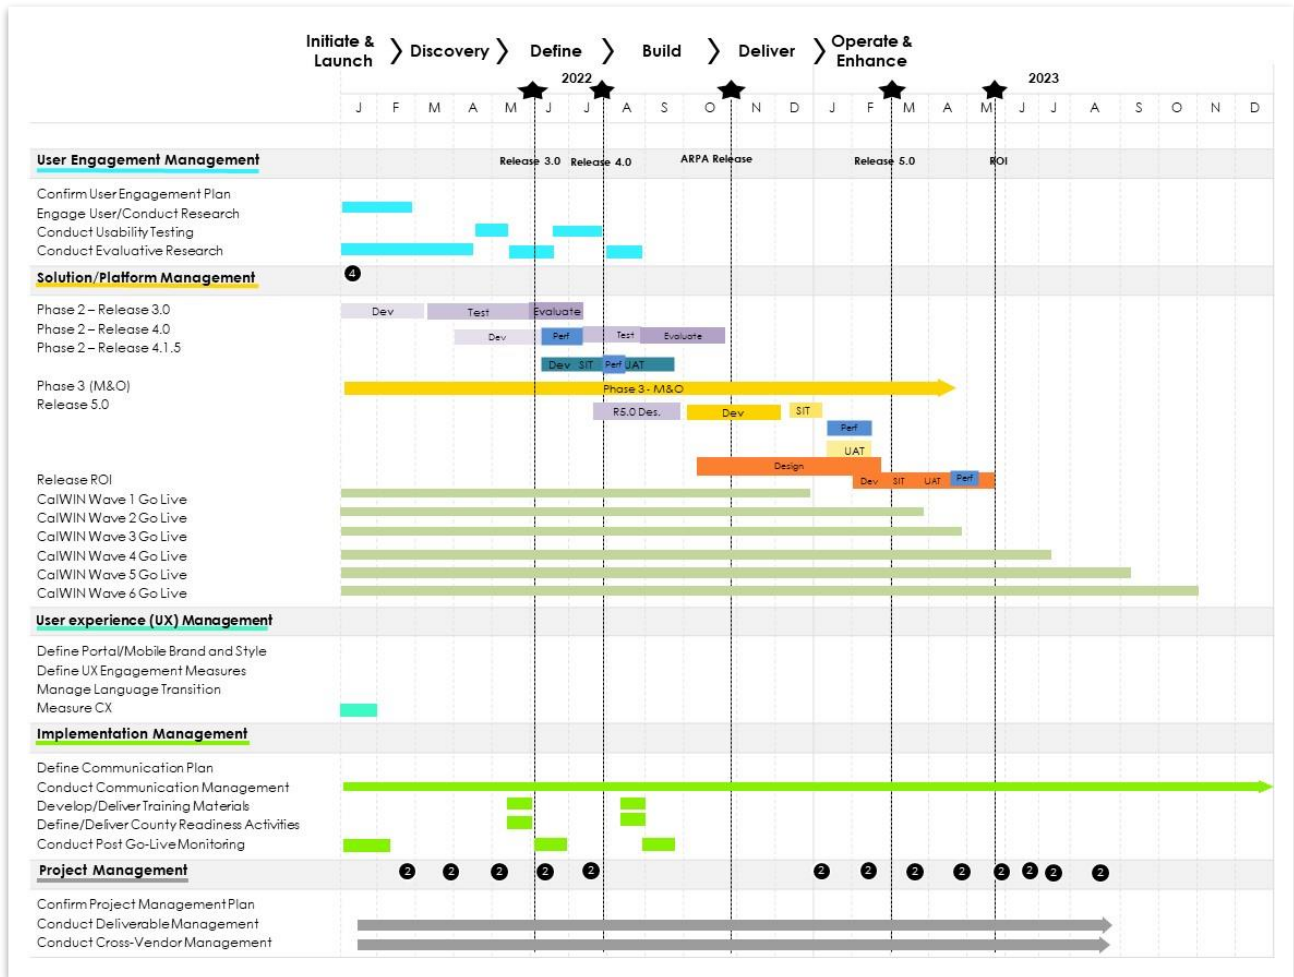 Initiate & Launch Discovery Define Build Deliver Operate & Enhance
2022 2023
J F M A M J J A S O N D J F M A M J J A S O N D
User Engagement Management Release 3.0 Release 4.0 ARPA Release Release 5.0 ROI
Confirm User Engagement Plan
Engage User/Conduct Research
Conduct Usability Testing
Conduct Evaluative Research
4
Solution/Platform Management
Phase 2 – Release 3.0 Dev Test Evaluate
Phase 2 – Release 4.0 Dev Perf Test Evaluate
Phase 2 – Release 4.1.5
Dev SIT Perf UAT
Phase 3 (M&O) Phase 3 - M&O
Release 5.0 R5.0 Des. Dev SIT
Perf
UAT
Design
Release ROI Dev SIT UAT Perf
CalWIN Wave 1 Go Live
CalWIN Wave 2 Go Live
CalWIN Wave 3 Go Live
CalWIN Wave 4 Go Live
CalWIN Wave 5 Go Live
CalWIN Wave 6 Go Live
User experience (UX) Management
Define Portal/Mobile Brand and Style
Define UX Engagement Measures
Manage Language Transition
Measure CX
Implementation Management
Define Communication Plan
Conduct Communication Management
Develop/Deliver Training Materials
Define/Deliver County Readiness Activities
Conduct Post Go-Live Monitoring
Project Management 2 2 2 2 2 2 2 2 2 2 2 2 2
Confirm Project Management Plan
Conduct Deliverable Management
Conduct Cross-Vendor Management